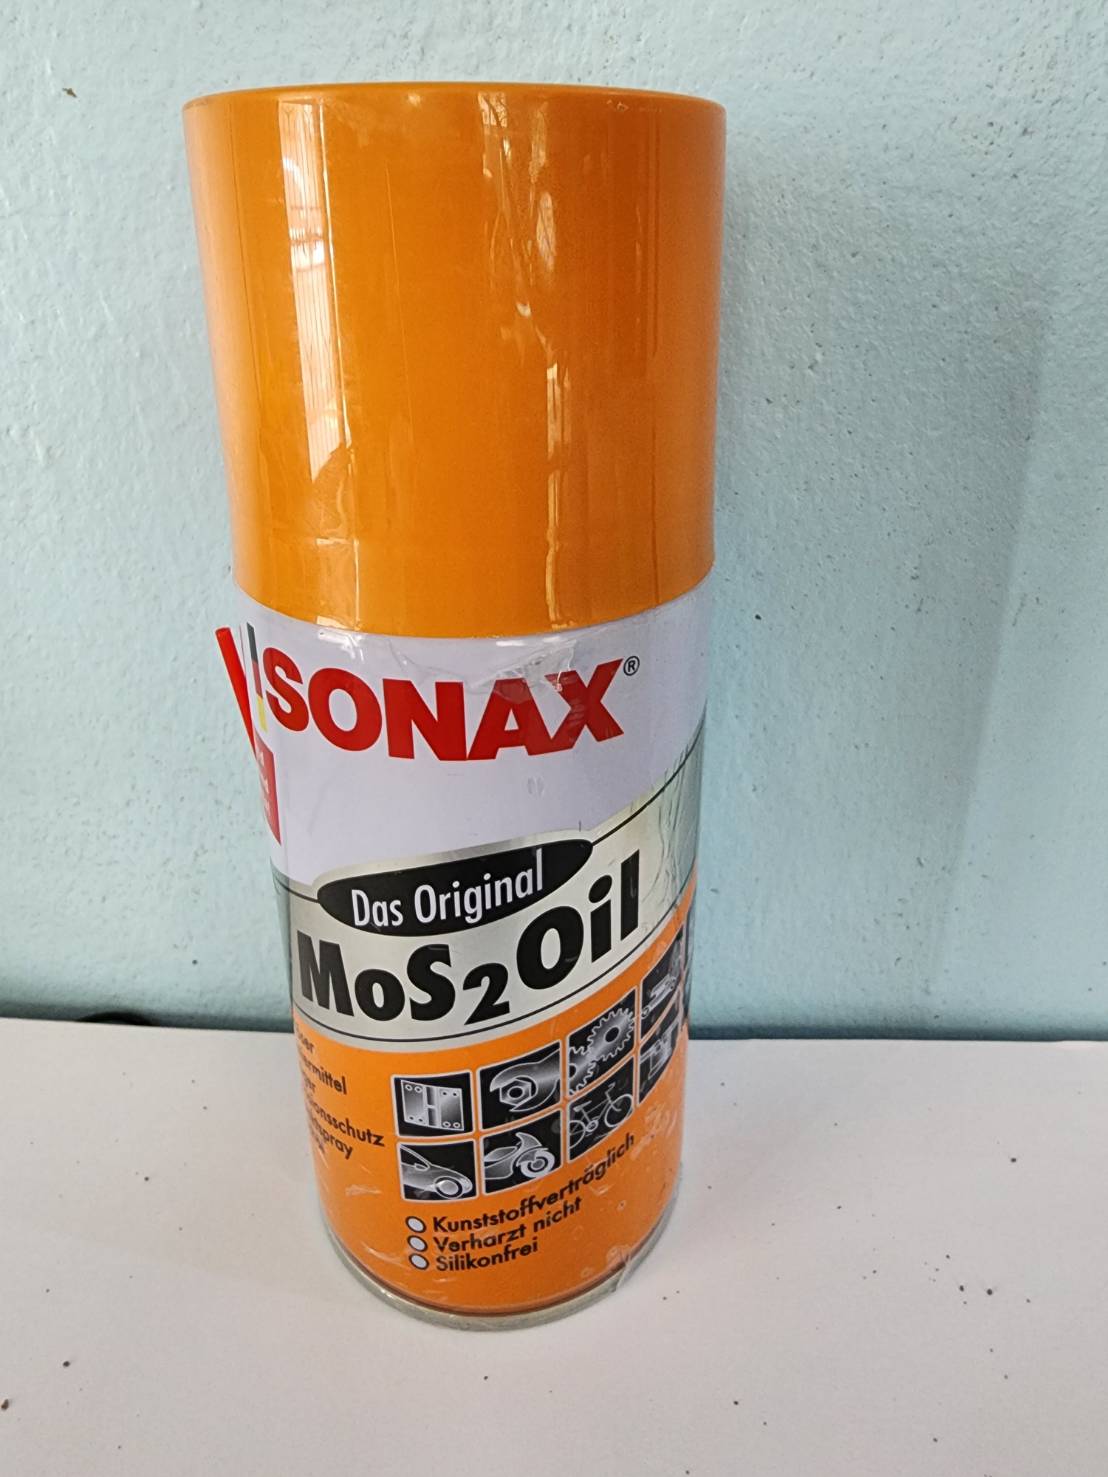 SONAX®
Das Original
MoS2Oil
Kunststoffverträglich
Verharzt nicht
Silikonfrei